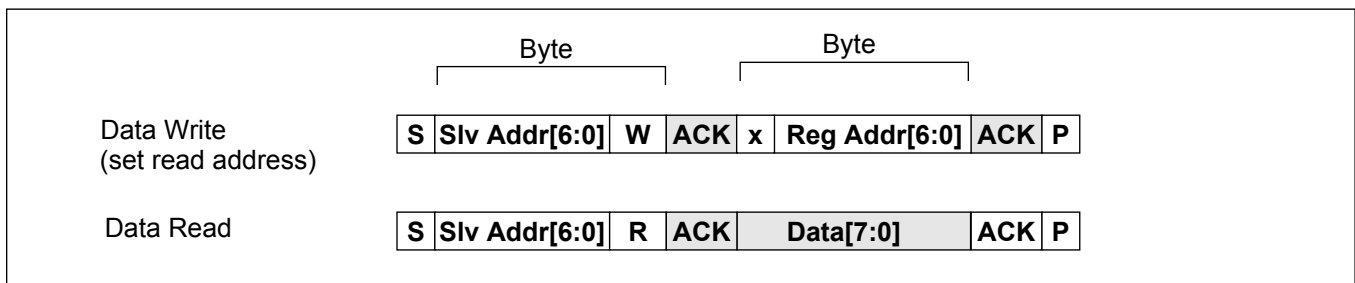 Byte Byte
Data Write S Slv Addr[6:0] W ACK x Reg Addr[6:0] ACK P
(set read address)
Data Read S Slv Addr[6:0] R ACK Data[7:0] ACK P